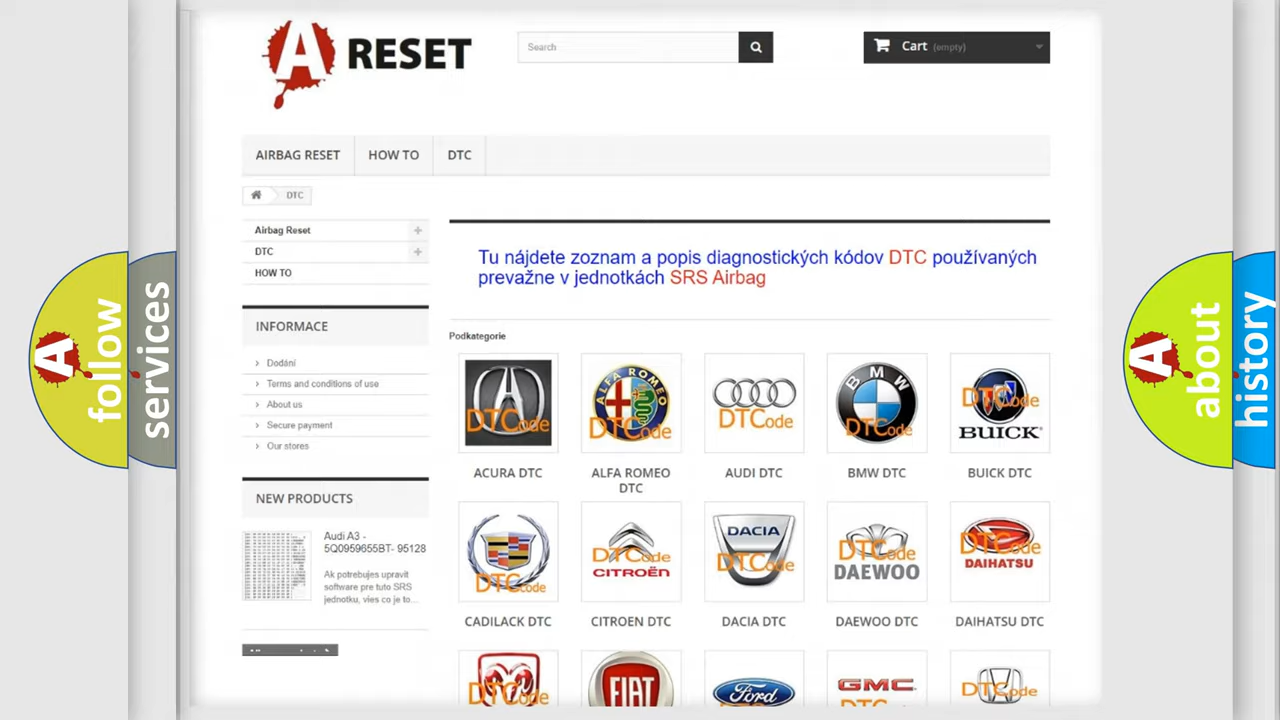 A RESET
Search
Cart (empty)
AIRBAG RESET
HOW TO
DTC
DTC
Airbag Reset
DTC
HOW TO
INFORMACE
Dodání
Terms and conditions of use
About us
Secure payment
Our stores
NEW PRODUCTS
Audi A3 -
5Q0959655BT- 95128
Ak potrebujes upravit
software pre tuto SRS
jednotku, vies co je to...
Tu nájdete zoznam a popis diagnostických kódov DTC používaných
prevažne v jednotkách SRS Airbag
Podkategorie
DTCode
ALFA ROMEO
DTCode
DTCode
BMW
DTCode
DTCode
BUICK
ACURA DTC
ALFA ROMEO
DTC
AUDI DTC
BMW DTC
BUICK DTC
DTCode
DTCode
CITROËN
DACIA
DTCode
DTCode
DAEWOO
DTCode
DAIHATSU
CADILACK DTC
CITROEN DTC
DACIA DTC
DAEWOO DTC
DAIHATSU DTC
DTCode
FIAT
Ford
GMC
DTCode
A
follow
services
A
about
history